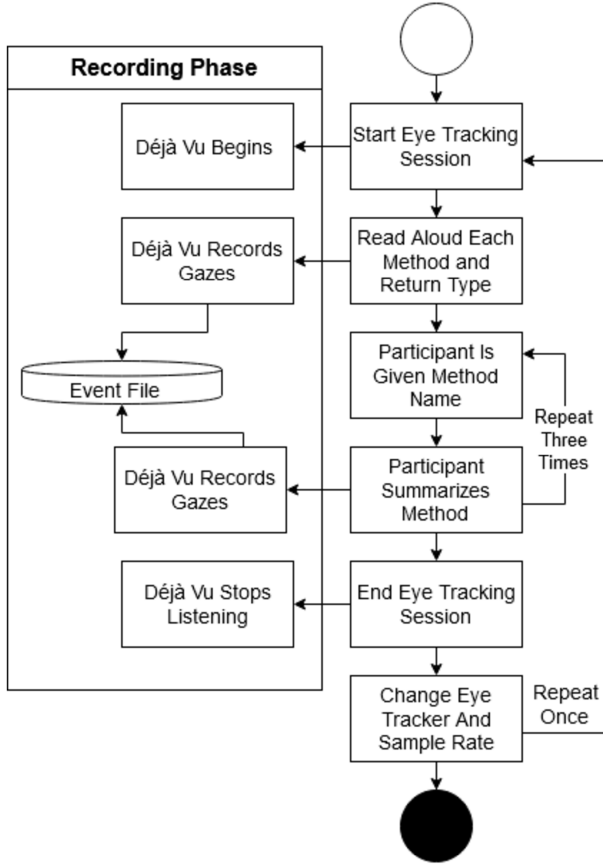 Recording Phase
Déjà Vu Begins
Start Eye Tracking
Session
Déjà Vu Records
Gazes
Read Aloud Each
Method and
Return Type
Event File
Participant Is
Given Method
Name
Repeat
Three
Times
Déjà Vu Records
Gazes
Participant
Summarizes
Method
Déjà Vu Stops
Listening
End Eye Tracking
Session
Change Eye
Tracker And
Sample Rate
Repeat
Once